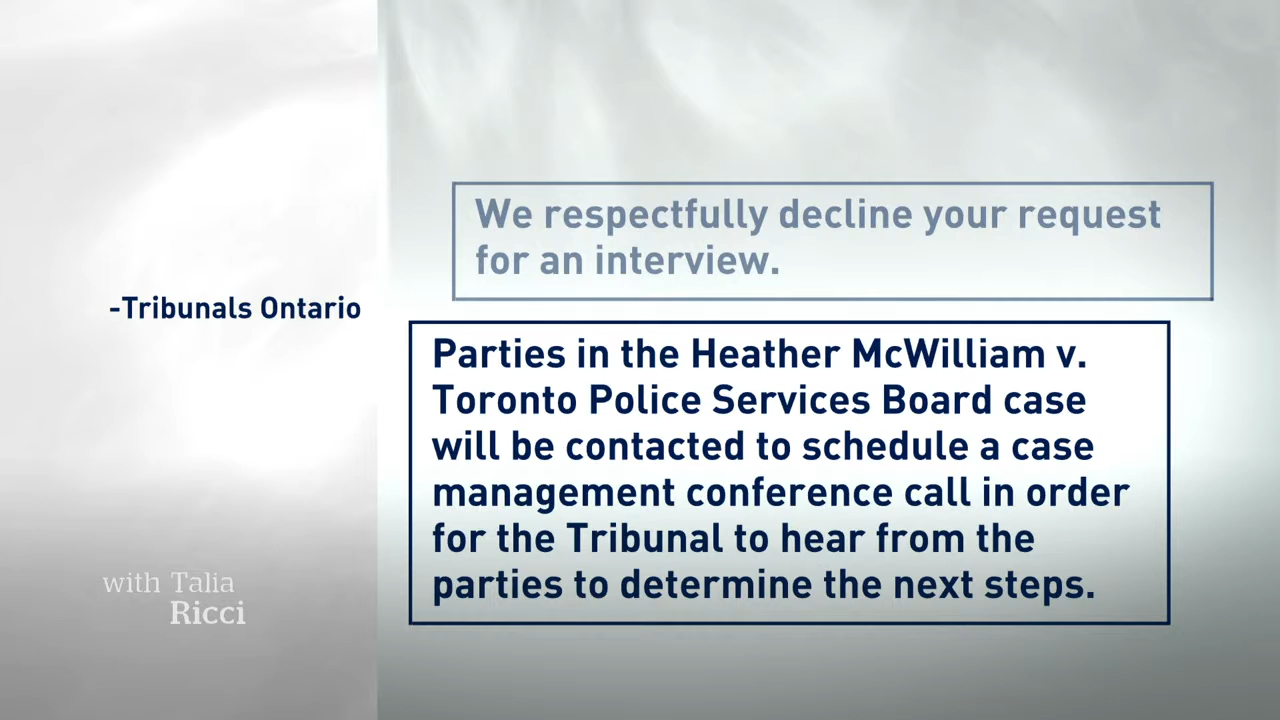 We respectfully decline your request
for an interview.
-Tribunals Ontario
Parties in the Heather McWilliam v.
Toronto Police Services Board case
will be contacted to schedule a case
management conference call in order
for the Tribunal to hear from the
parties to determine the next steps.
with Talia
Ricci